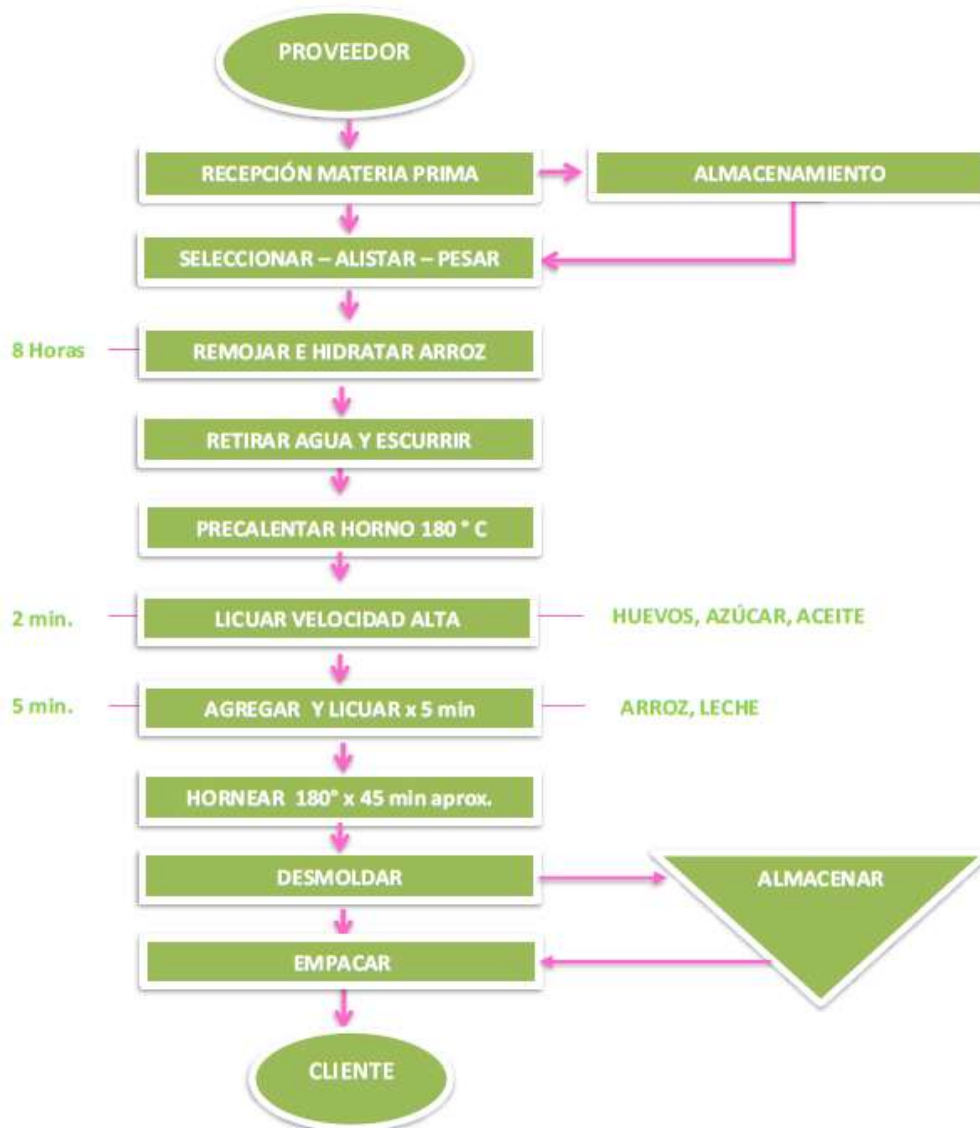 PROVEEDOR
RECEPCIÓN MATERIA PRIMA
ALMACENAMIENTO
SELECCIONAR – ALISTAR – PESAR
8 Horas
REMOJAR E HIDRATAR ARROZ
RETIRAR AGUA Y ESCURRIR
PRECALENTAR HORNO 180 ° C
2 min.
LICUAR VELOCIDAD ALTA
HUEVOS, AZÚCAR, ACEITE
5 min.
AGREGAR Y LICUAR x 5 min
ARROZ, LECHE
HORNEAR 180° x 45 min aprox.
DESMOLDAR
ALMACENAR
EMPACAR
CLIENTE